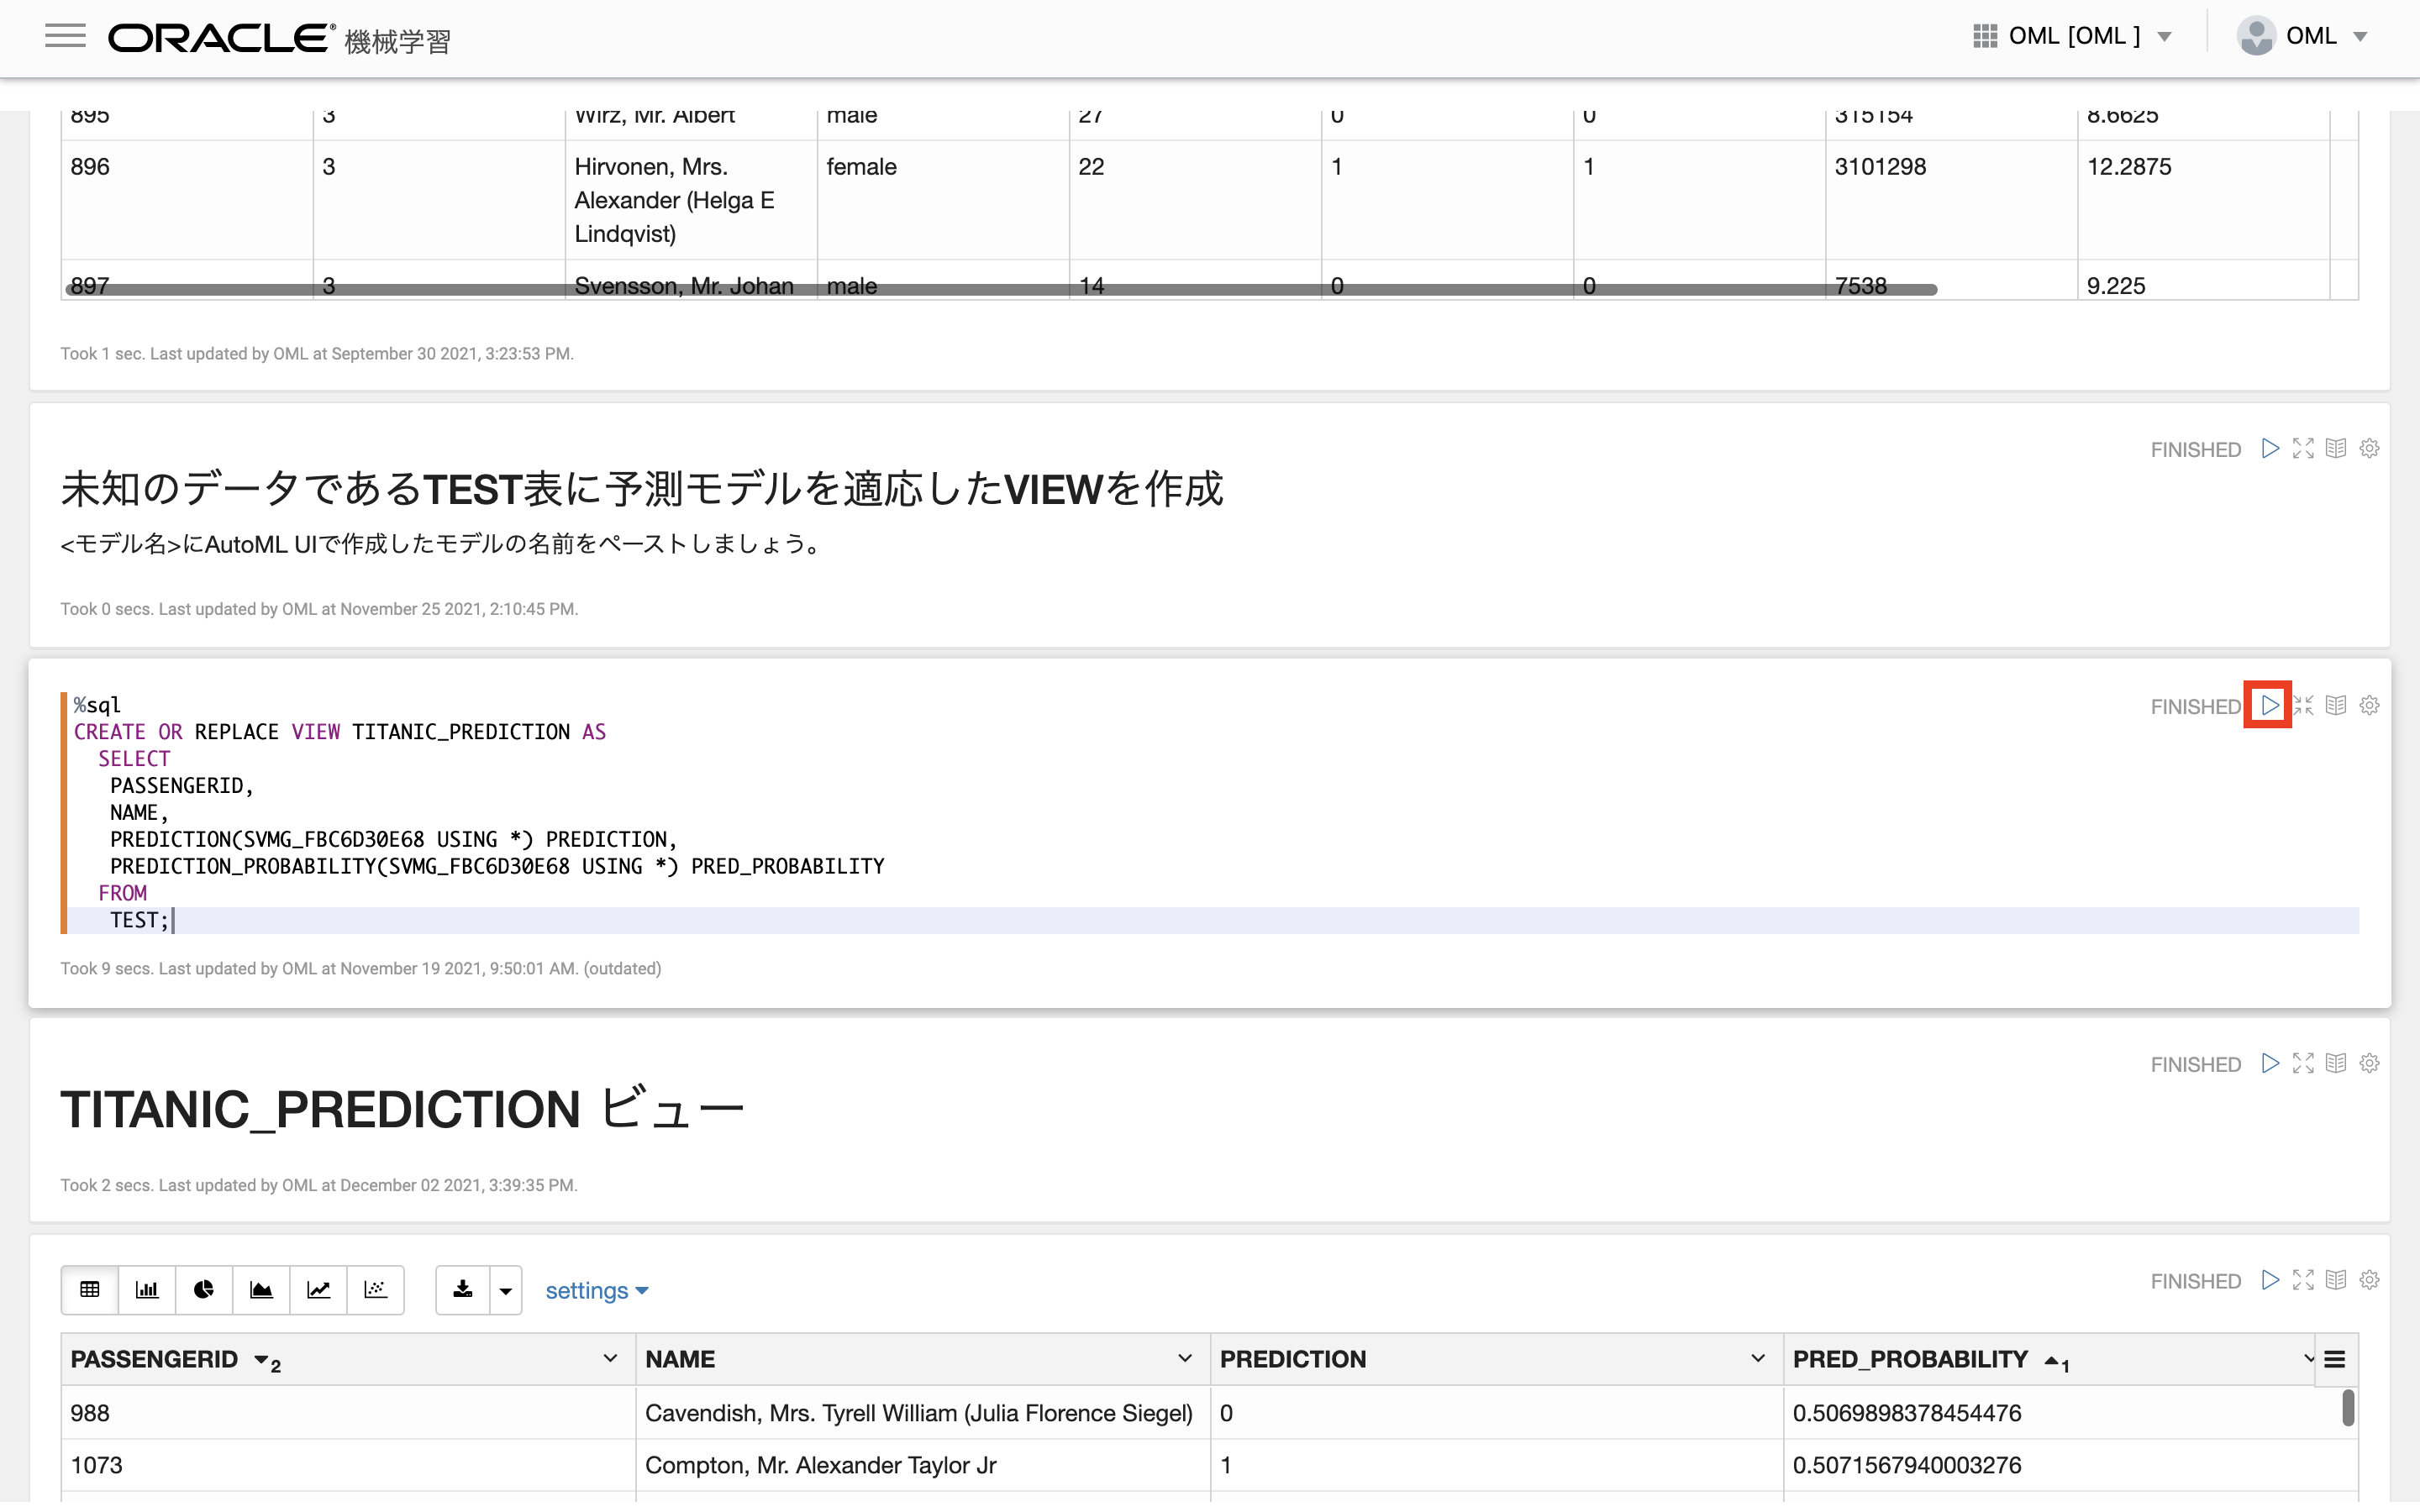 ORACLE® 機械学習
OML [OML ]
OML
895 3 Wirz, Mr. Albert male 27 0 0 315154 8.6625
896 3 Hirvonen, Mrs. Alexander (Helga E Lindqvist) female 22 1 1 3101298 12.2875
897 3 Svensson, Mr. Johan male 14 0 0 7538 9.225
Took 1 sec. Last updated by OML at September 30 2021, 3:23:53 PM.
FINISHED
未知のデータであるTEST表に予測モデルを適応したVIEWを作成
<モデル名>にAutoML UIで作成したモデルの名前をペーストしましょう。
Took 0 secs. Last updated by OML at November 25 2021, 2:10:45 PM.
FINISHED
%sql
CREATE OR REPLACE VIEW TITANIC_PREDICTION AS
SELECT
PASSENGERID,
NAME,
PREDICTION(SVMG_FBC6D30E68 USING *) PREDICTION,
PREDICTION_PROBABILITY(SVMG_FBC6D30E68 USING *) PRED_PROBABILITY
FROM
TEST;
Took 9 secs. Last updated by OML at November 19 2021, 9:50:01 AM. (outdated)
FINISHED
TITANIC_PREDICTION ビュー
Took 2 secs. Last updated by OML at December 02 2021, 3:39:35 PM.
settings
FINISHED
PASSENGERID 2 NAME PREDICTION PRED_PROBABILITY 1
988 Cavendish, Mrs. Tyrell William (Julia Florence Siegel) 0 0.5069898378454476
1073 Compton, Mr. Alexander Taylor Jr 1 0.5071567940003276